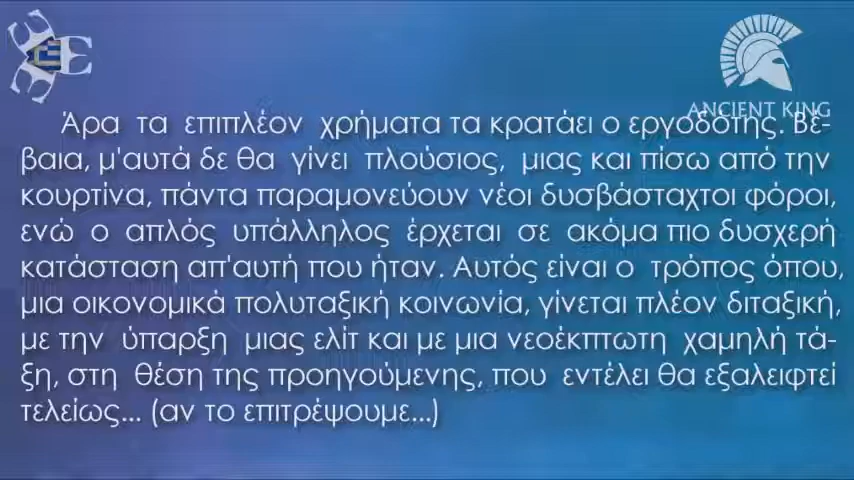 ΞΕ
ANCIENT KING
Άρα τα επιπλέον χρήματα τα κρατάει ο εργοδότης. Βέ-
βαια, μ'αυτά δε θα γίνει πλούσιος, μιας και πίσω από την
κουρτίνα, πάντα παραμονεύουν νέοι δυσβάσταχτοι φόροι,
ενώ ο απλός υπάλληλος έρχεται σε ακόμα πιο δυσχερή
κατάσταση απ'αυτή που ήταν. Αυτός είναι ο τρόπος όπου,
μια οικονομικά πολυταξική κοινωνία, γίνεται πλέον διταξική,
με την ύπαρξη μιας ελίτ και με μια νεοέκπτωτη χαμηλή τά-
ξη, στη θέση της προηγούμενης, που εντέλει θα εξαλειφτεί
τελείως... (αν το επιτρέψουμε...)